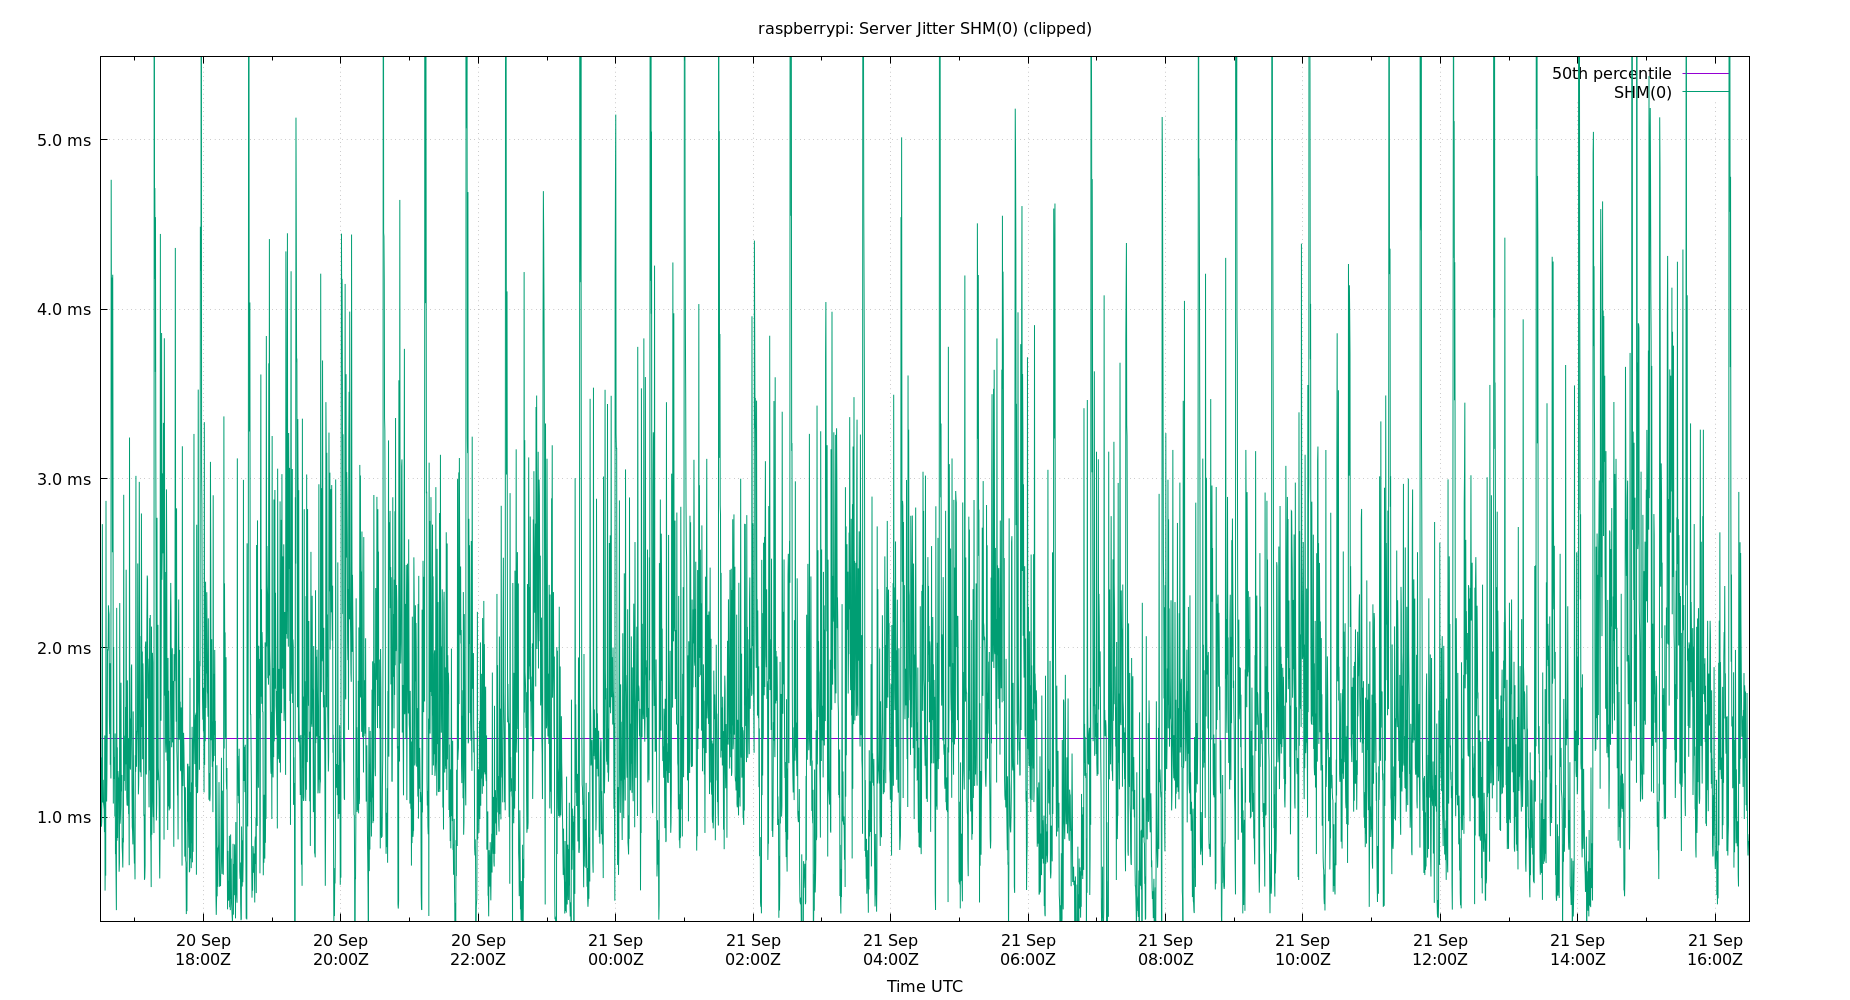 raspberrypi: Server Jitter SHM(0) (clipped)
50th percentile
SHM(0)
5.0 ms
4.0 ms
3.0 ms
2.0 ms
1.0 ms
20 Sep 20 Sep 20 Sep 21 Sep 21 Sep 21 Sep 21 Sep 21 Sep 21 Sep 21 Sep 21 Sep 21 Sep
18:00Z 20:00Z 22:00Z 00:00Z 02:00Z 04:00Z 06:00Z 08:00Z 10:00Z 12:00Z 14:00Z 16:00Z
Time UTC